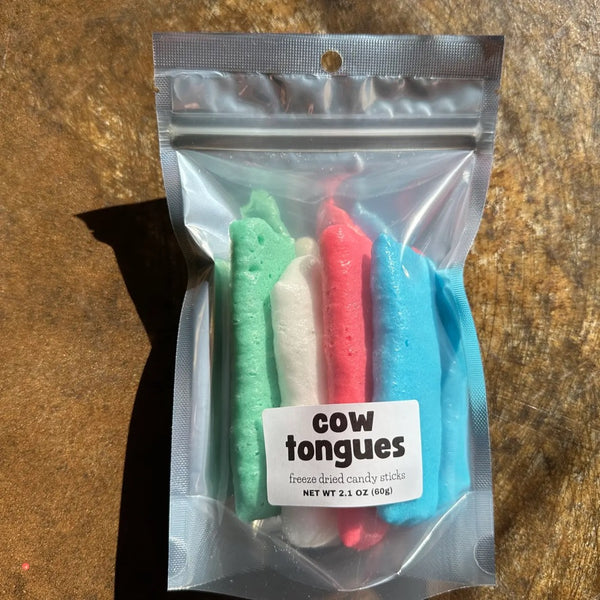 cow
tongues
freeze dried candy sticks
NET WT 2.1 OZ (60g)